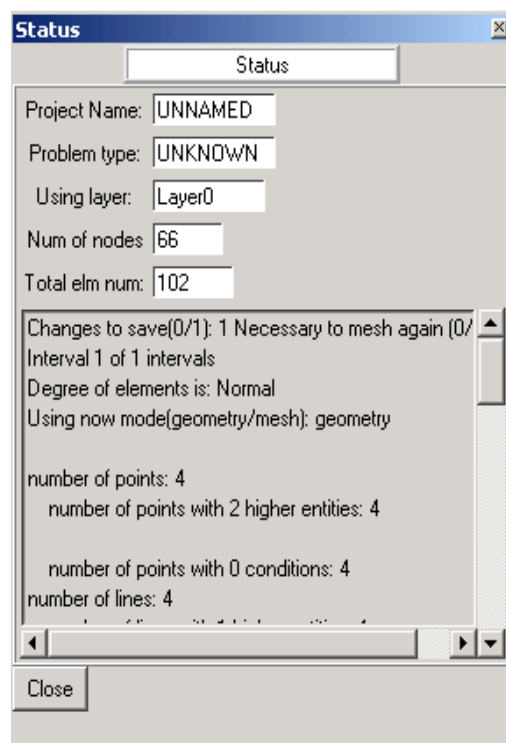 Status
Status
Project Name: UNNAMED
Problem type: UNKNOWN
Using layer: Layer0
Num of nodes 66
Total elm num: 102
Changes to save(0/1): 1 Necessary to mesh again (0/
Interval 1 of 1 intervals
Degree of elements is: Normal
Using now mode(geometry/mesh): geometry
number of points: 4
number of points with 2 higher entities: 4
number of points with 0 conditions: 4
number of lines: 4
Close